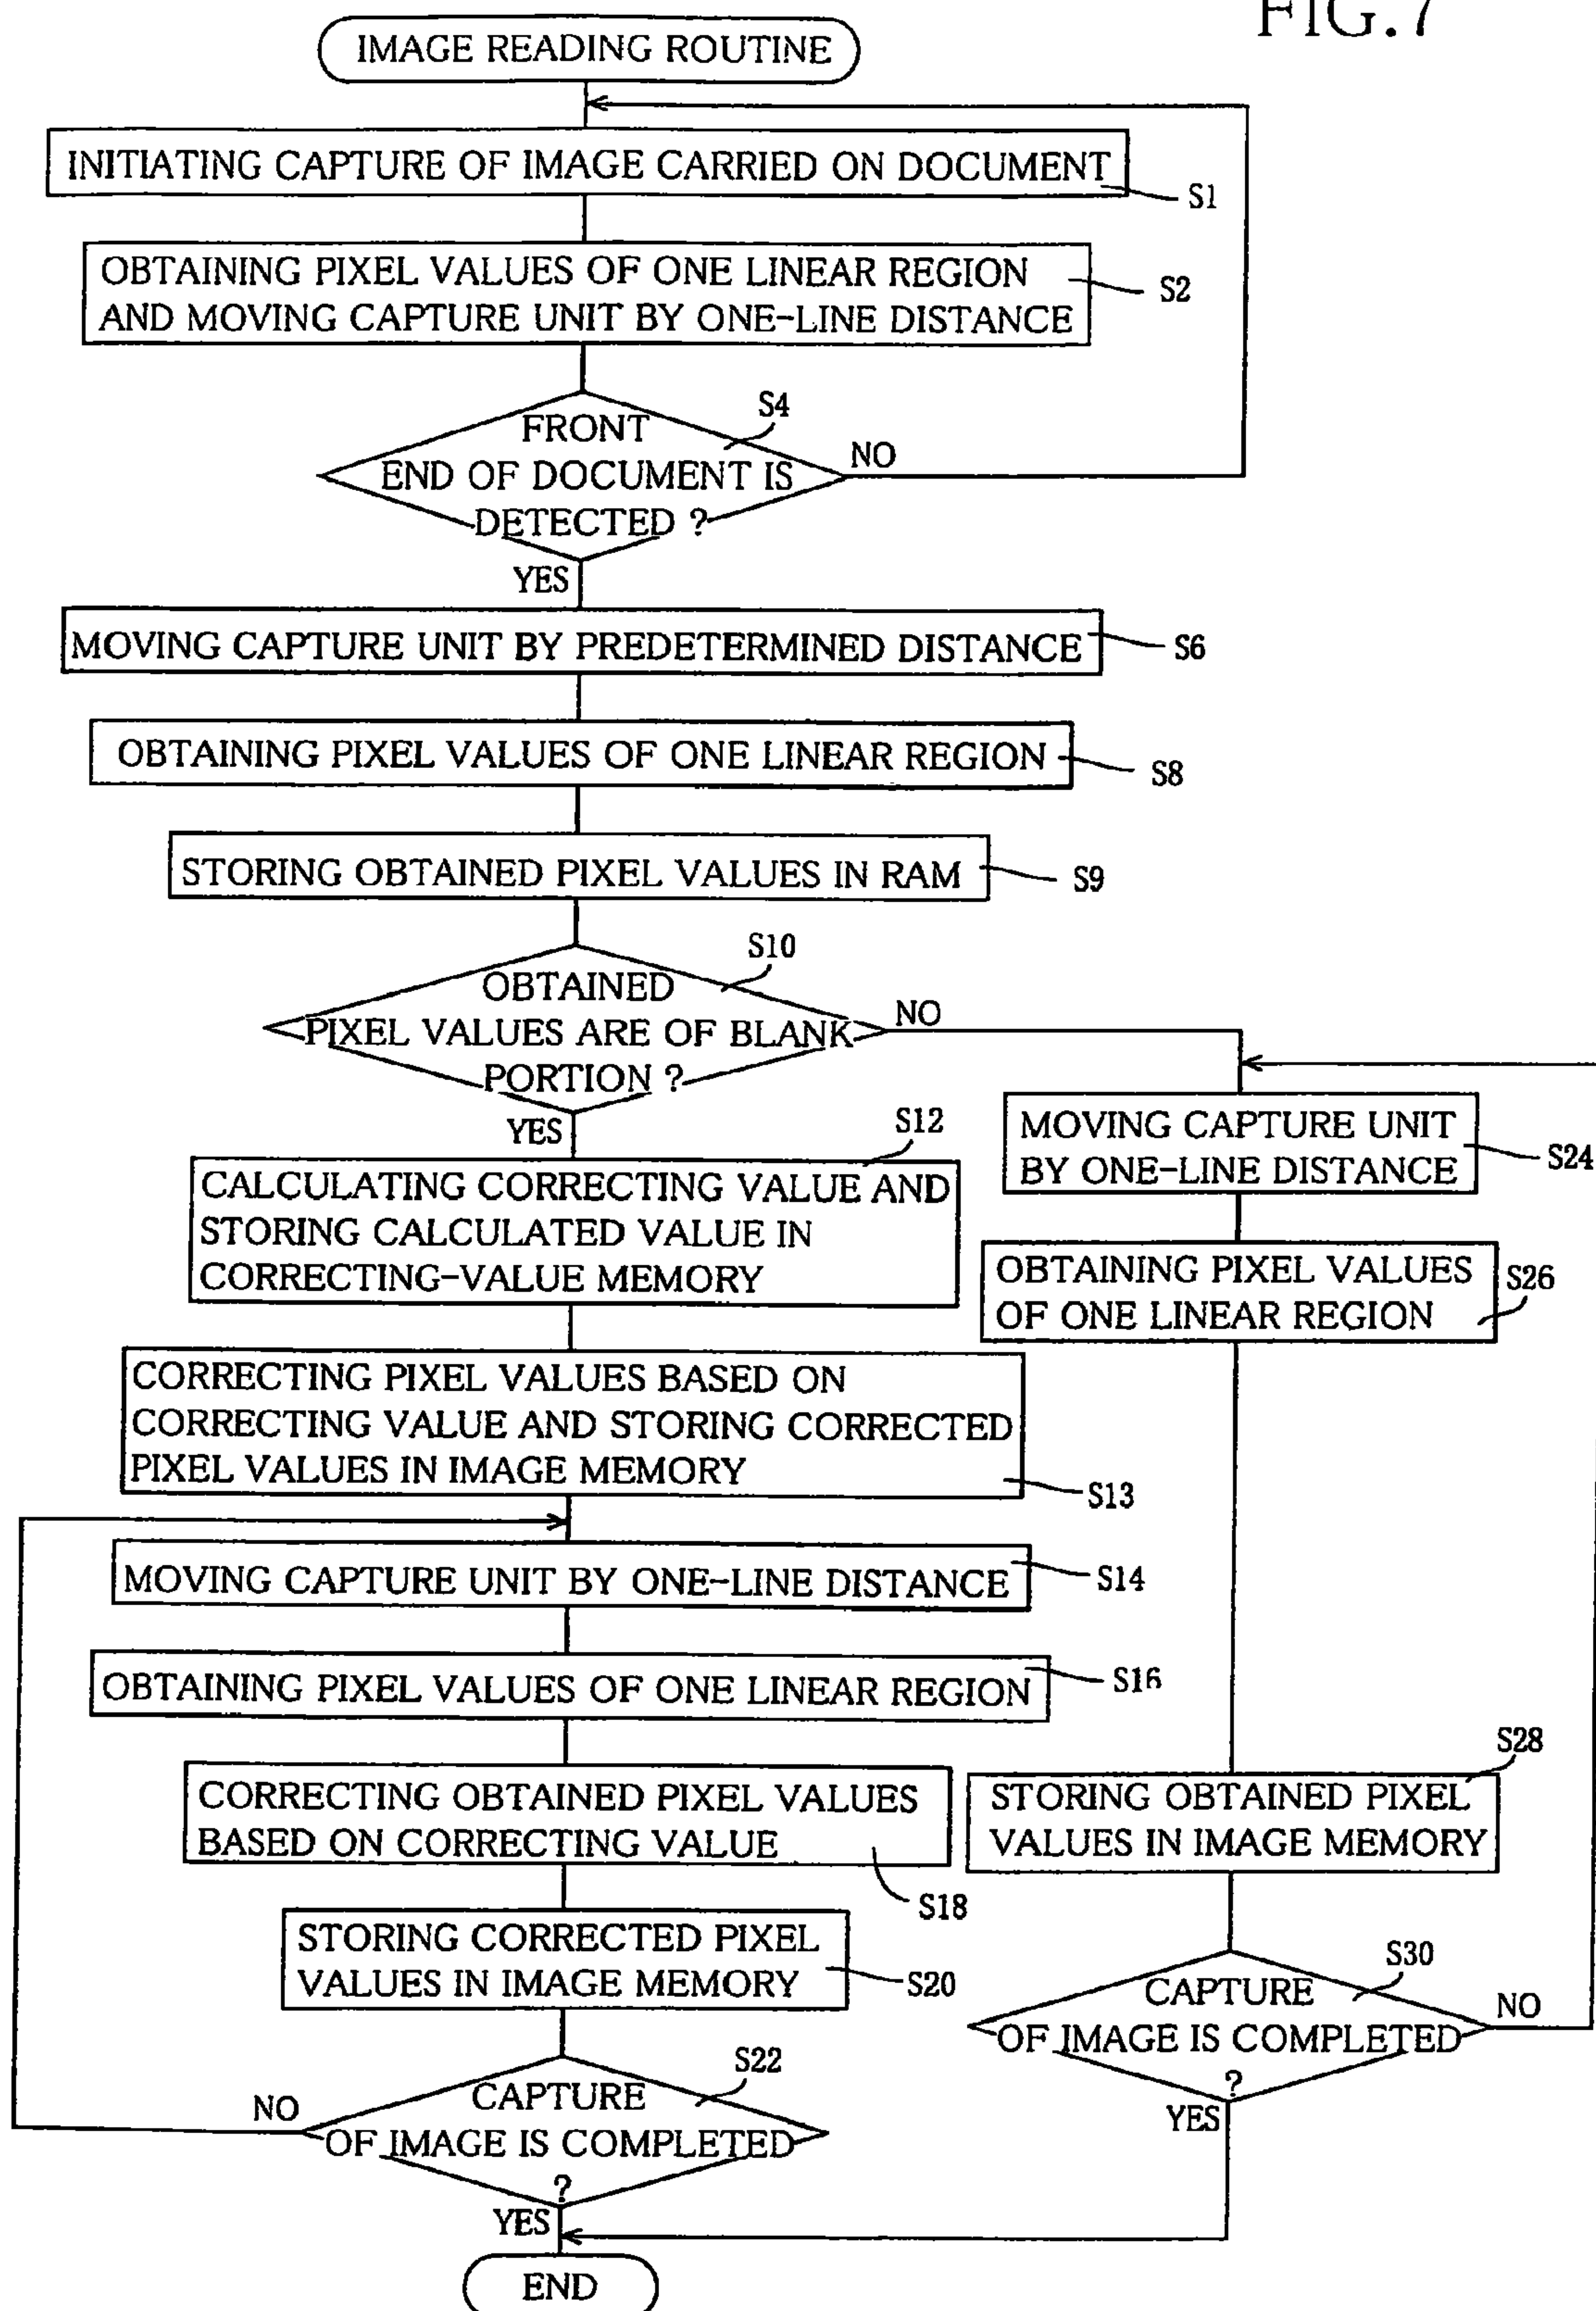 FIG.7
IMAGE READING ROUTINE
INITIATING CAPTURE OF IMAGE CARRIED ON DOCUMENT
S1
OBTAINING PIXEL VALUES OF ONE LINEAR REGION
AND MOVING CAPTURE UNIT BY ONE-LINE DISTANCE
S2
S4
FRONT
END OF DOCUMENT IS
DETECTED ?
NO
YES
MOVING CAPTURE UNIT BY PREDETERMINED DISTANCE
S6
OBTAINING PIXEL VALUES OF ONE LINEAR REGION
S8
STORING OBTAINED PIXEL VALUES IN RAM
S9
S10
OBTAINED
PIXEL VALUES ARE OF BLANK
PORTION ?
NO
YES
S12
CALCULATING CORRECTING VALUE AND
STORING CALCULATED VALUE IN
CORRECTING-VALUE MEMORY
CORRECTING PIXEL VALUES BASED ON
CORRECTING VALUE AND STORING CORRECTED
PIXEL VALUES IN IMAGE MEMORY
S13
MOVING CAPTURE UNIT BY ONE-LINE DISTANCE
S14
OBTAINING PIXEL VALUES OF ONE LINEAR REGION
S16
CORRECTING OBTAINED PIXEL VALUES
BASED ON CORRECTING VALUE
S18
STORING CORRECTED PIXEL
VALUES IN IMAGE MEMORY
S20
S22
CAPTURE
OF IMAGE IS COMPLETED
?
NO
YES
MOVING CAPTURE UNIT
BY ONE-LINE DISTANCE
S24
OBTAINING PIXEL VALUES
OF ONE LINEAR REGION
S26
S28
STORING OBTAINED PIXEL
VALUES IN IMAGE MEMORY
S30
CAPTURE
OF IMAGE IS COMPLETED
?
NO
YES
END